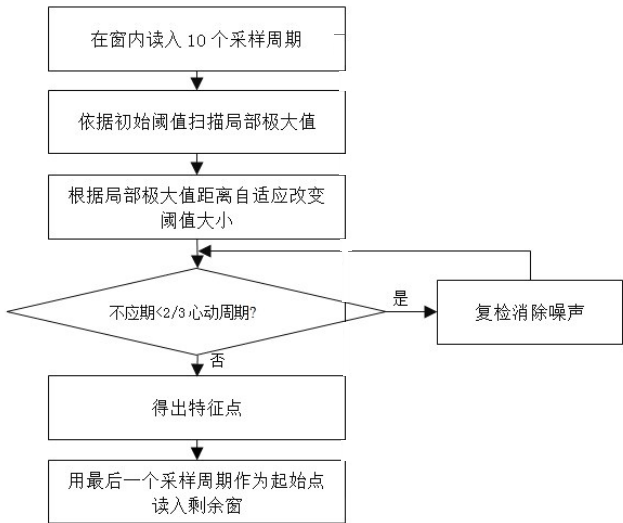 在窗内读入 10 个采样周期
依据初始阈值扫描局部极大值
根据局部极大值距离自适应改变
阈值大小
不应期<2/3心动周期?
是
复检消除噪声
否
得出特征点
用最后一个采样周期作为起始点
读入剩余窗